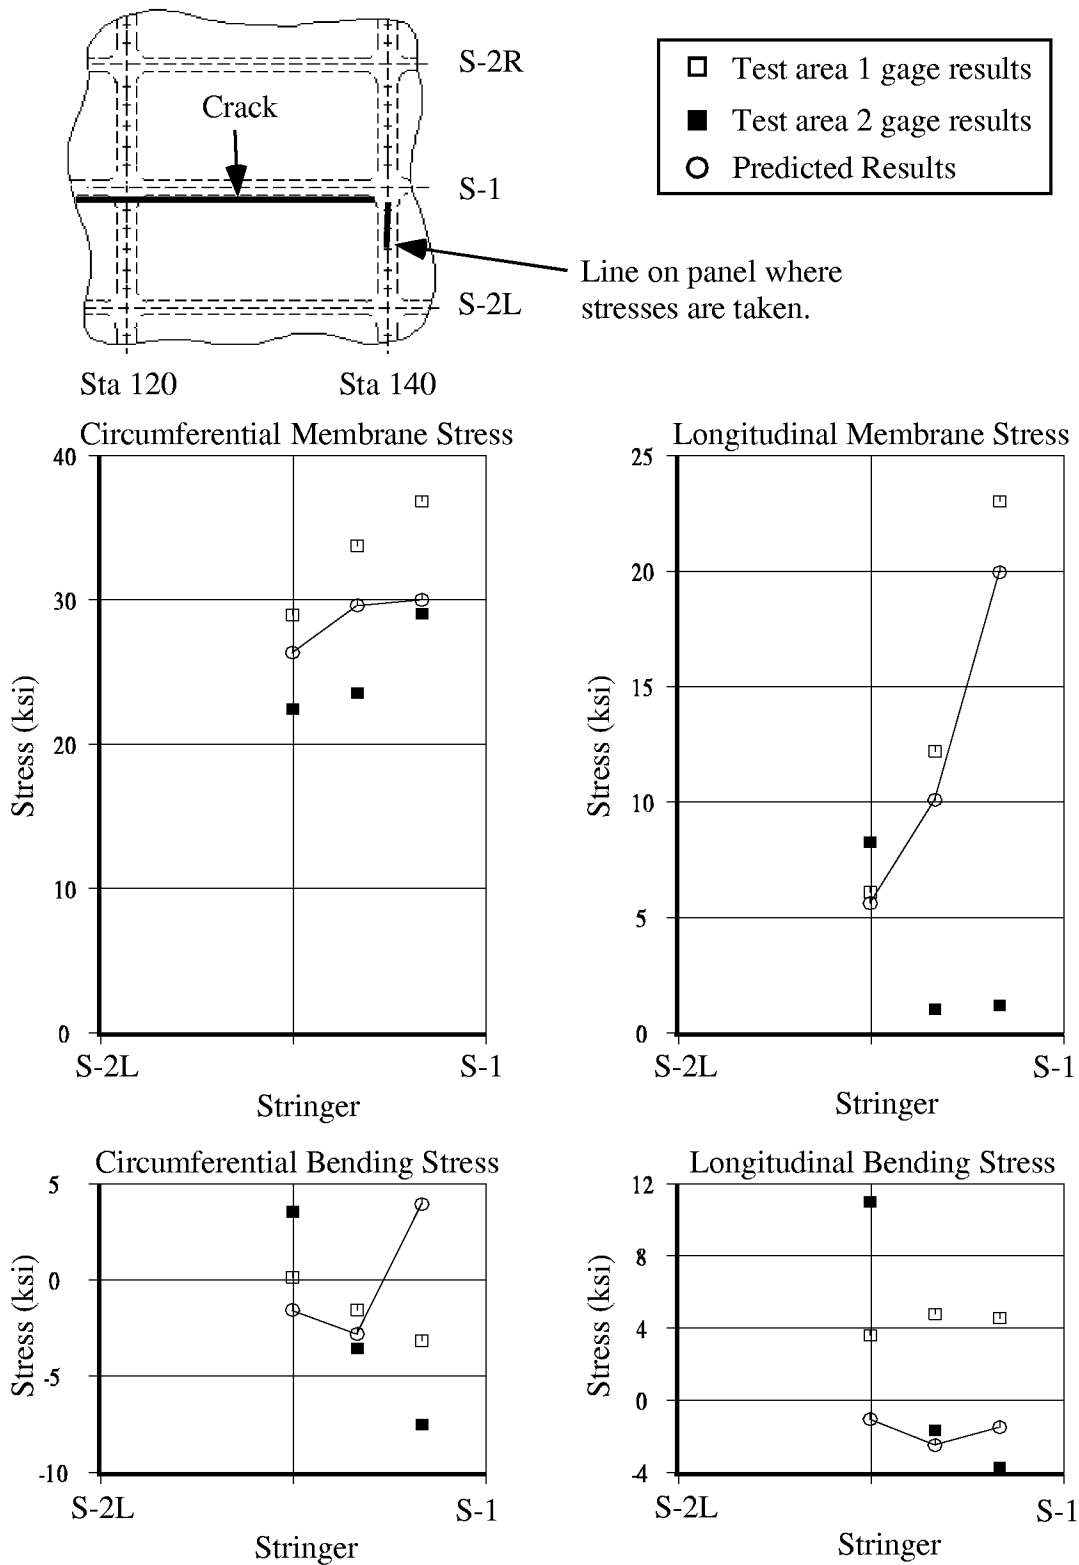 S-2R
Crack
S-1
S-2L
Sta 120
Sta 140
Test area 1 gage results
Test area 2 gage results
Predicted Results
Line on panel where
stresses are taken.
Circumferential Membrane Stress
40
30
20
10
0
Stress (ksi)
S-2L
S-1
Stringer
Longitudinal Membrane Stress
25
20
15
10
5
0
Stress (ksi)
S-2L
S-1
Stringer
Circumferential Bending Stress
5
0
-5
-10
Stress (ksi)
S-2L
S-1
Stringer
Longitudinal Bending Stress
12
8
4
0
-4
Stress (ksi)
S-2L
S-1
Stringer